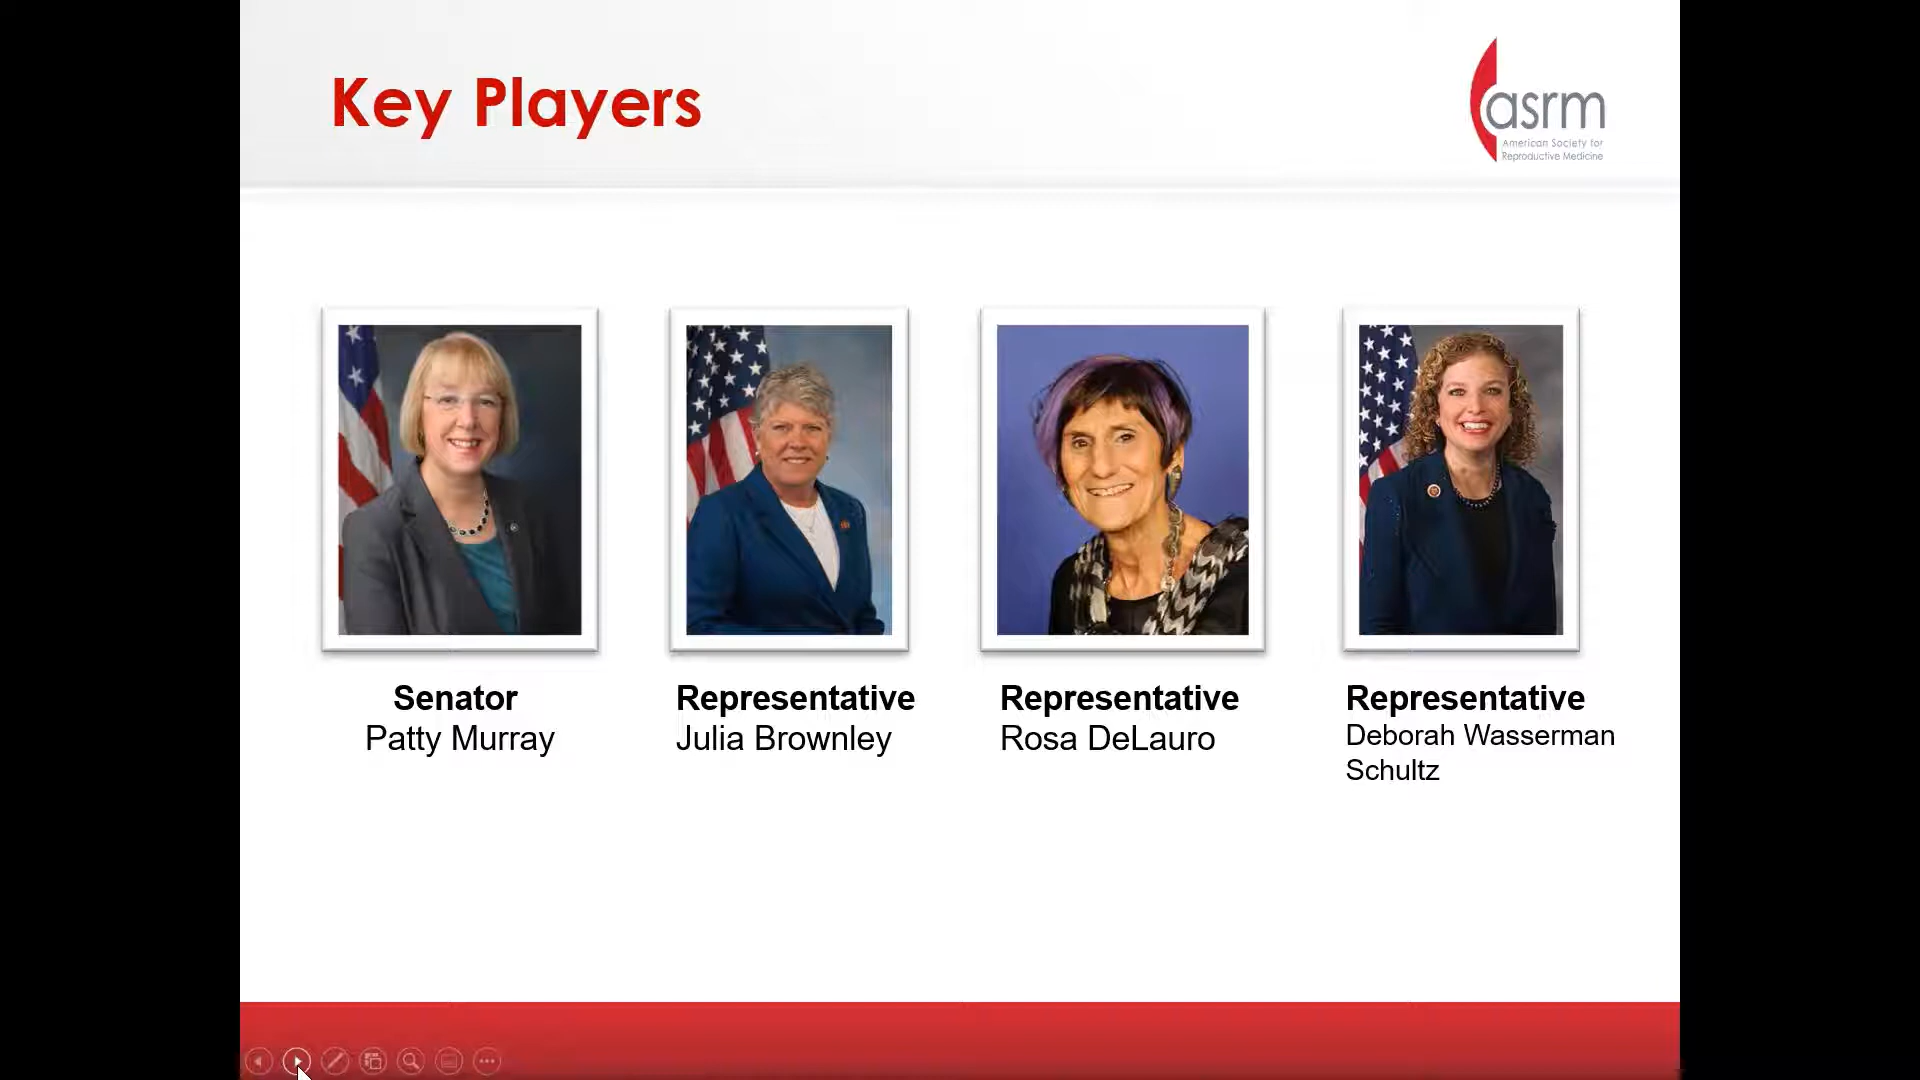 Key Players
asrm
American Society for
Reproductive Medicine
Senator
Patty Murray
Representative
Julia Brownley
Representative
Rosa DeLauro
Representative
Deborah Wasserman
Schultz